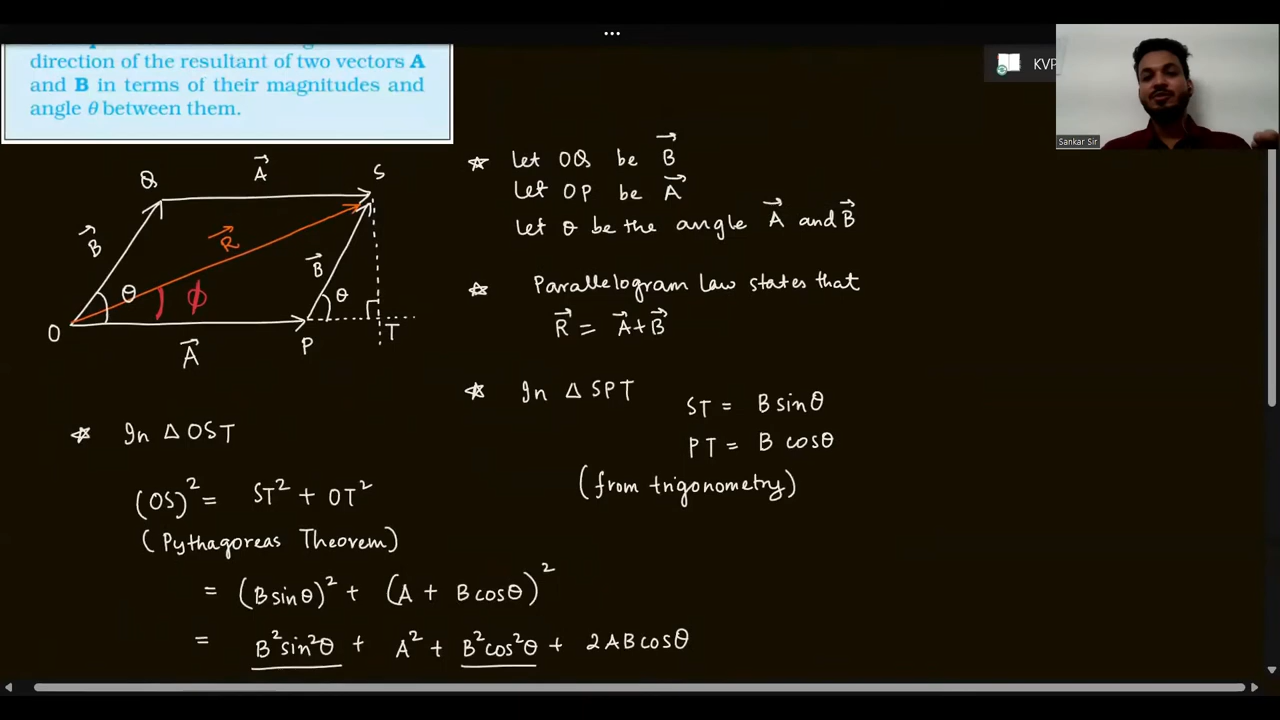 direction of the resultant of two vectors A
and B in terms of their magnitudes and
angle θ between them.
KVP
Sankar Sir
Q
A⃗
S
B⃗
R⃗
B⃗
θ
ϕ
θ
O
A⃗
P
T
☆ Let OQ be B⃗
Let OP be A⃗
Let θ be the angle A⃗ and B⃗
☆ Parallelogram Law states that
R⃗ = A⃗+B⃗
☆ In △ SPT
ST = B sinθ
PT = B cosθ
(from trigonometry)
☆ In △ OST
(OS)² = ST² + OT²
(Pythagoreas Theorem)
= (B sinθ)² + (A + B cosθ)²
= B²sin²θ + A² + B²cos²θ + 2ABcosθ